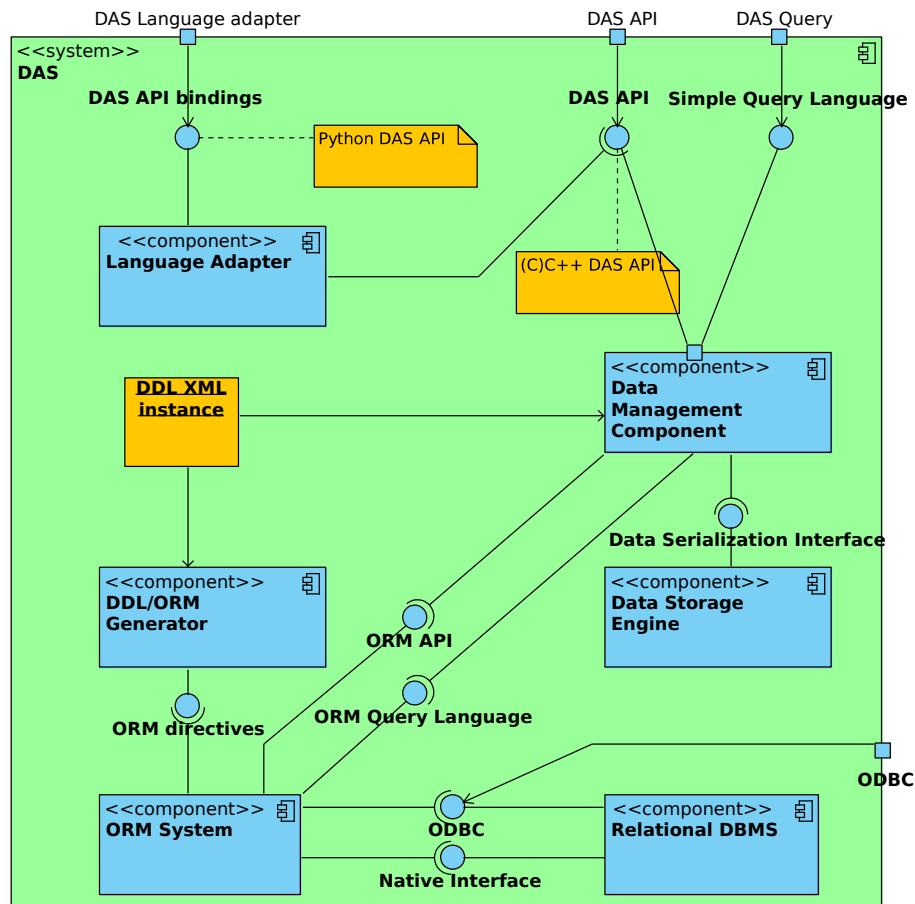 DAS Language adapter
DAS API
DAS Query
<<system>>
DAS
DAS API bindings
DAS API
Simple Query Language
Python DAS API
<<component>>
Language Adapter
(C)C++ DAS API
<<component>>
Data
Management
Component
DDL XML
instance
Data Serialization Interface
<<component>>
DDL/ORM
Generator
<<component>>
Data Storage
Engine
ORM API
ORM Query Language
ORM directives
ODBC
<<component>>
ORM System
ODBC
<<component>>
Relational DBMS
Native Interface